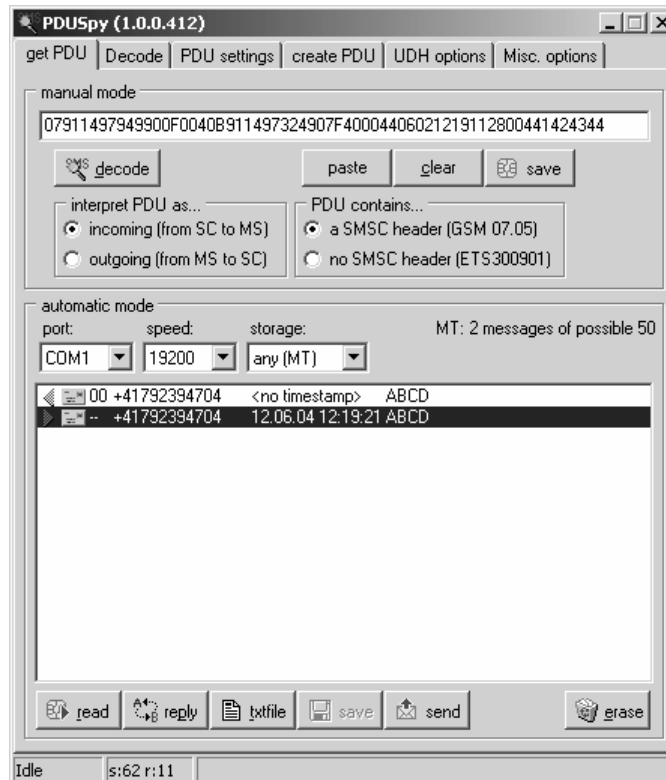 PDUSpy (1.0.0.412)
get PDU Decode PDU settings create PDU UDH options Misc. options
manual mode
07911497949900F0040B911497324907F40004406021219112800441424344
SMS decode paste clear save
interpret PDU as... PDU contains...
incoming (from SC to MS) a SMSC header (GSM 07.05)
outgoing (from MS to SC) no SMSC header (ETS300901)
automatic mode
port: speed: storage: MT: 2 messages of possible 50
COM1 19200 any (MT)
00 +41792394704 <no timestamp> ABCD
-- +41792394704 12.06.04 12:19:21 ABCD
read A B reply txtfile save send erase
Idle s:62 r:11